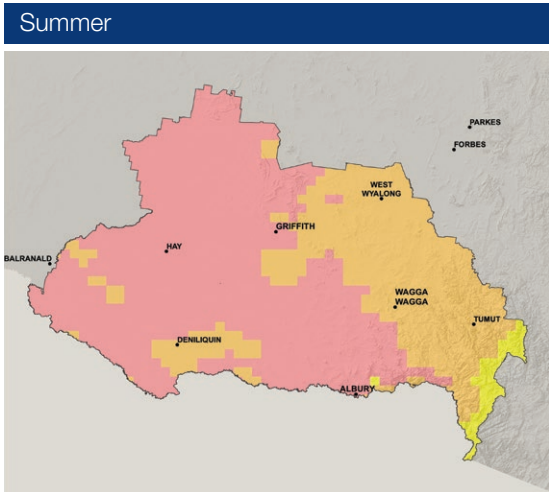 Summer
PARKES
FORBES
WEST
WYALONG
GRIFFITH
HAY
BALRANALD
WAGGA
WAGGA
TUMUT
DENILIQUIN
ALBURY